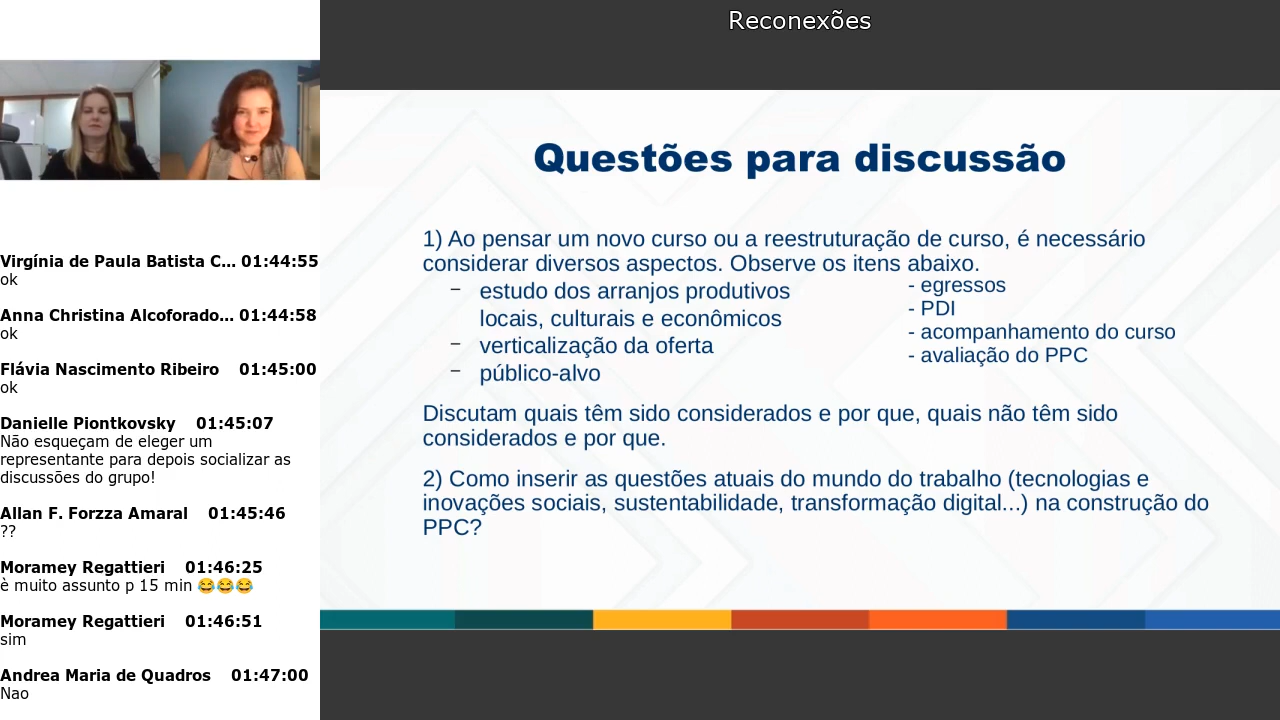 Reconexões
Virgínia de Paula Batista C... 01:44:55
ok
Anna Christina Alcoforado... 01:44:58
ok
Flávia Nascimento Ribeiro 01:45:00
ok
Danielle Piontkovsky 01:45:07
Não esqueçam de eleger um
representante para depois socializar as
discussões do grupo!
Allan F. Forzza Amaral 01:45:46
??
Moramey Regattieri 01:46:25
è muito assunto p 15 min 😂😂😂
Moramey Regattieri 01:46:51
sim
Andrea Maria de Quadros 01:47:00
Nao
Questões para discussão
1) Ao pensar um novo curso ou a reestruturação de curso, é necessário
considerar diversos aspectos. Observe os itens abaixo.
– estudo dos arranjos produtivos
locais, culturais e econômicos
– verticalização da oferta
– público-alvo
- egressos
- PDI
- acompanhamento do curso
- avaliação do PPC
Discutam quais têm sido considerados e por que, quais não têm sido
considerados e por que.
2) Como inserir as questões atuais do mundo do trabalho (tecnologias e
inovações sociais, sustentabilidade, transformação digital...) na construção do
PPC?